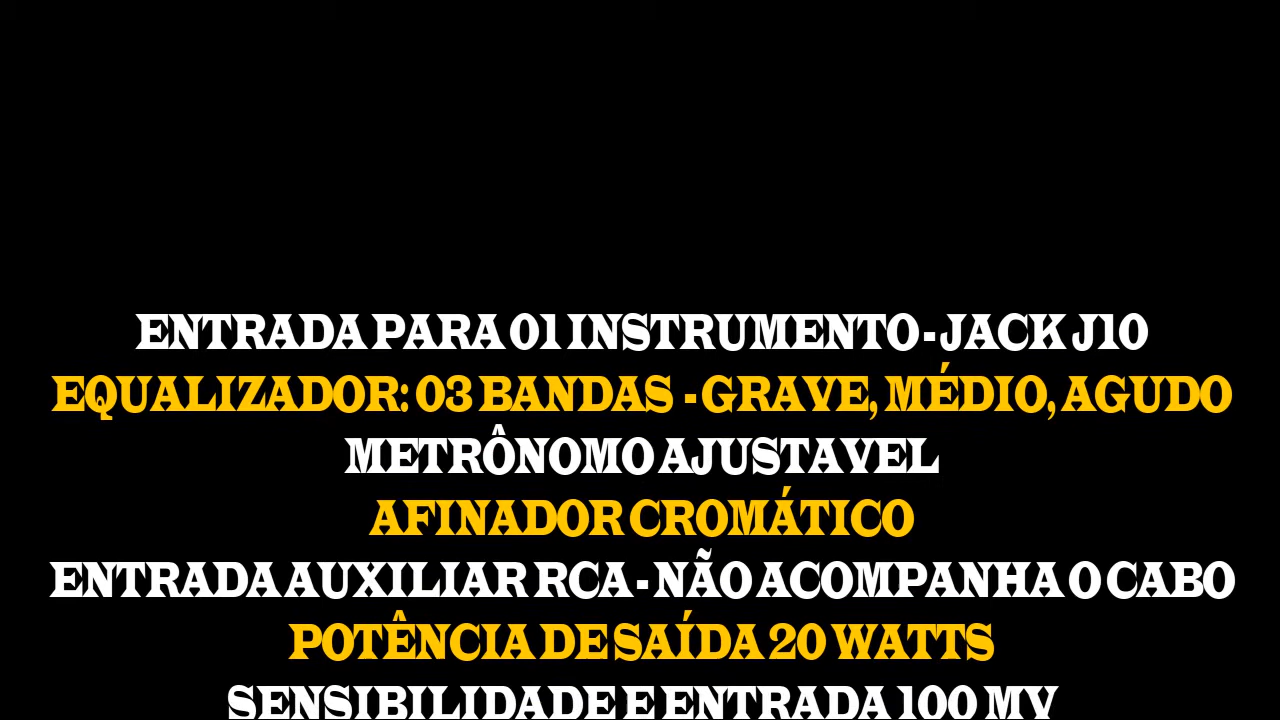 ENTRADA PARA 01 INSTRUMENTO - JACK J10
EQUALIZADOR: 03 BANDAS - GRAVE, MÉDIO, AGUDO
METRÔNOMO AJUSTAVEL
AFINADOR CROMÁTICO
ENTRADA AUXILIAR RCA - NÃO ACOMPANHA O CABO
POTÊNCIA DE SAÍDA 20 WATTS
SENSIBILIDADE E ENTRADA 100 MV